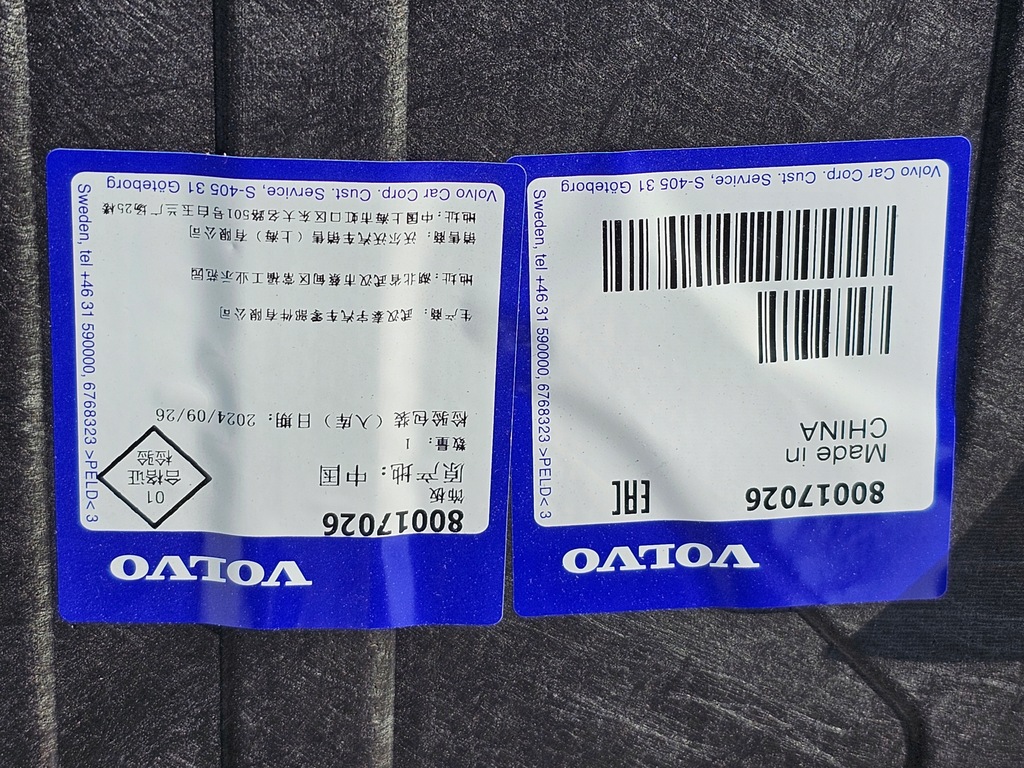 VOLVO
80017026
Made in
CHINA
Volvo Car Corp. Cust. Service, S-405 31 Göteborg
Sweden, tel +46 31 590000, 6768323 >PELD< 3
VOLVO
80017026
饰板
原产地：中国
数量：1
检验包装（入库）日期：2024/09/26
01
合格证
检验
生产商：武汉泰宇汽车零部件有限公司
地址：湖北省武汉市蔡甸区常福工业示范园
销售商：沃尔沃汽车销售（上海）有限公司
地址：中国上海市虹口区东大名路501号白玉兰广场25楼
Volvo Car Corp. Cust. Service, S-405 31 Göteborg
Sweden, tel +46 31 590000, 6768323 >PELD< 3